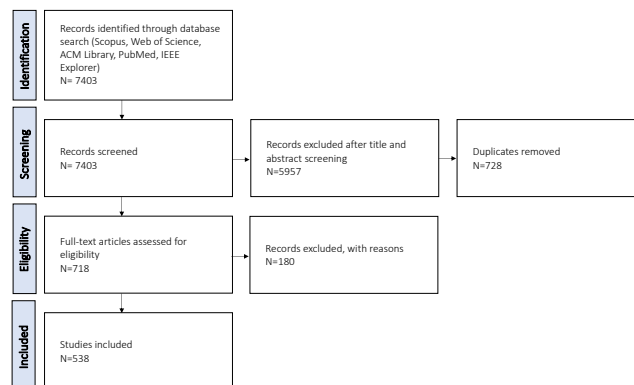 Identification
Records identified through database
search (Scopus, Web of Science,
ACM Library, PubMed, IEEE
Explorer)
N= 7403
Screening
Records screened
N= 7403
Records excluded after title and
abstract screening
N=5957
Duplicates removed
N=728
Eligibility
Full-text articles assessed for
eligibility
N=718
Records excluded, with reasons
N=180
Included
Studies included
N=538